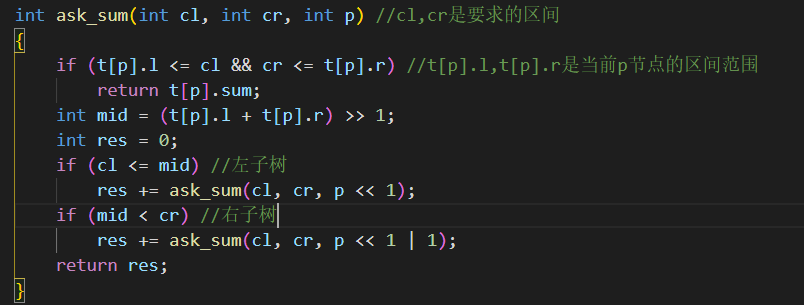 int ask_sum(int cl, int cr, int p) //cl,cr是要求的区间
{
if (t[p].l <= cl && cr <= t[p].r) //t[p].l,t[p].r是当前p节点的区间范围
return t[p].sum;
int mid = (t[p].l + t[p].r) >> 1;
int res = 0;
if (cl <= mid) //左子树
res += ask_sum(cl, cr, p << 1);
if (mid < cr) //右子树
res += ask_sum(cl, cr, p << 1 | 1);
return res;
}